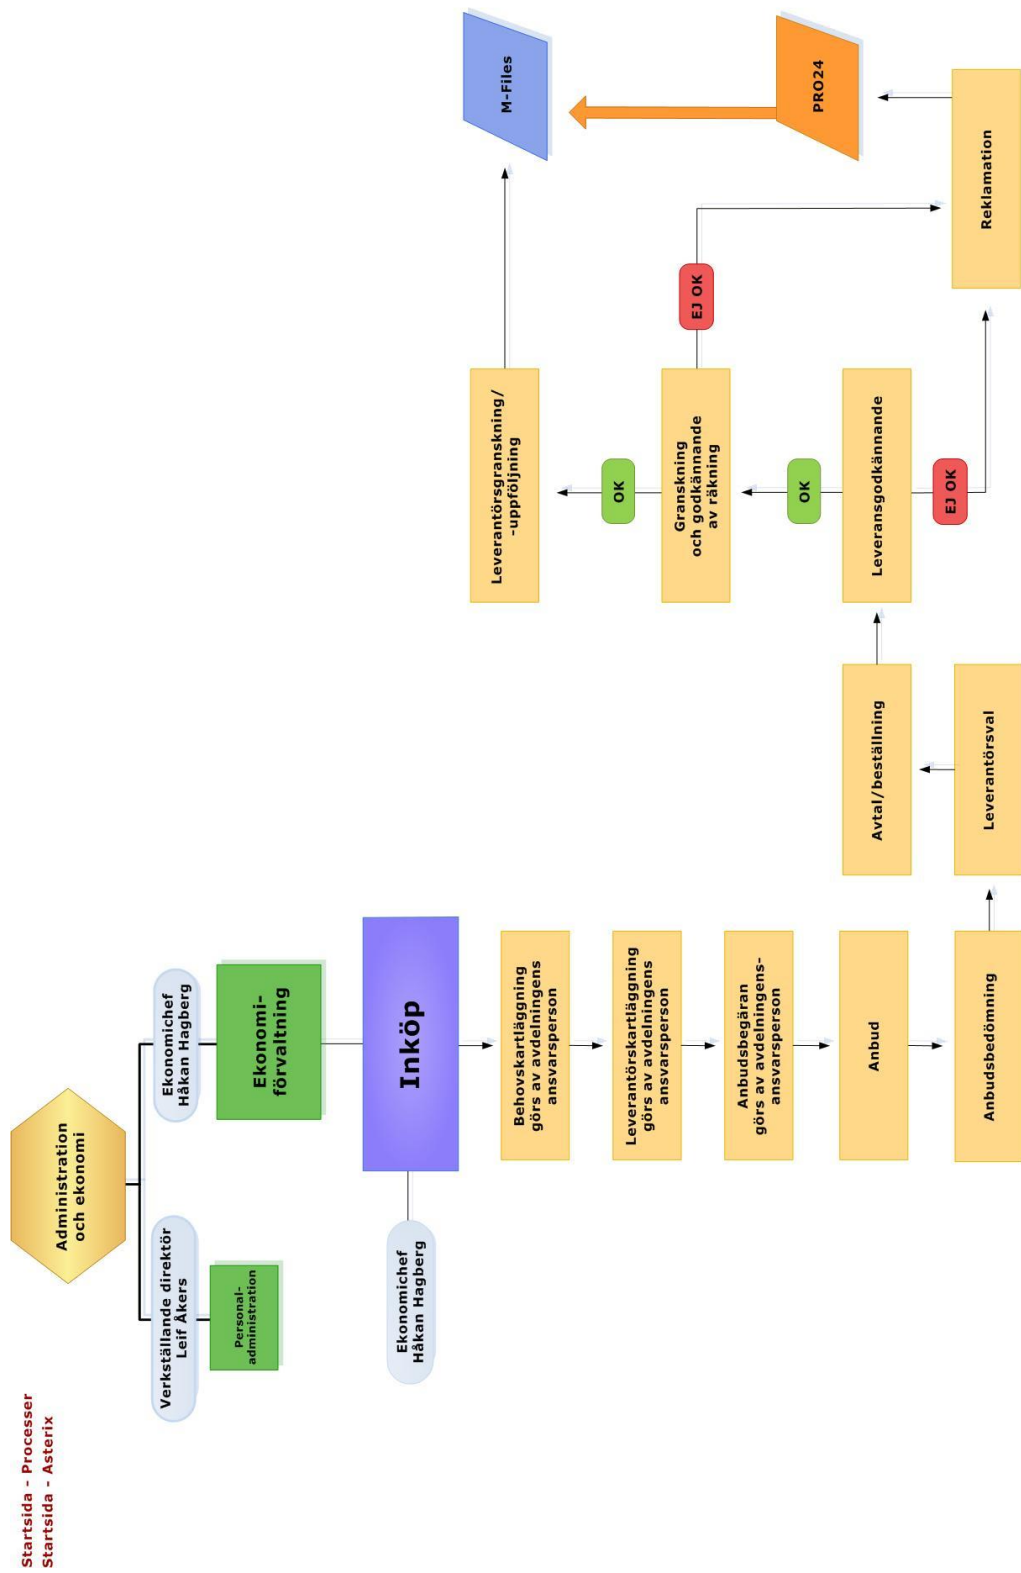 Startsida - Processer
Startsida - Asterix
Administration
och ekonomi
Verkställande direktör
Leif Åkers
Ekonomichef
Håkan Hagberg
Personal-
administration
Ekonomi-
förvaltning
Ekonomichef
Håkan Hagberg
Inköp
Behovskartläggning
görs av avdelningens
ansvarsperson
Leverantörskartläggning
görs av avdelningens
ansvarsperson
Anbudsbegäran
görs av avdelningens-
ansvarsperson
Anbud
Anbudsbedömning
Leverantörsval
Avtal/beställning
Leveransgodkännande
OK
EJ OK
Granskning
och godkännande
av räkning
OK
EJ OK
Leverantörsgranskning/
-uppföljning
Reklamation
PRO24
M-Files